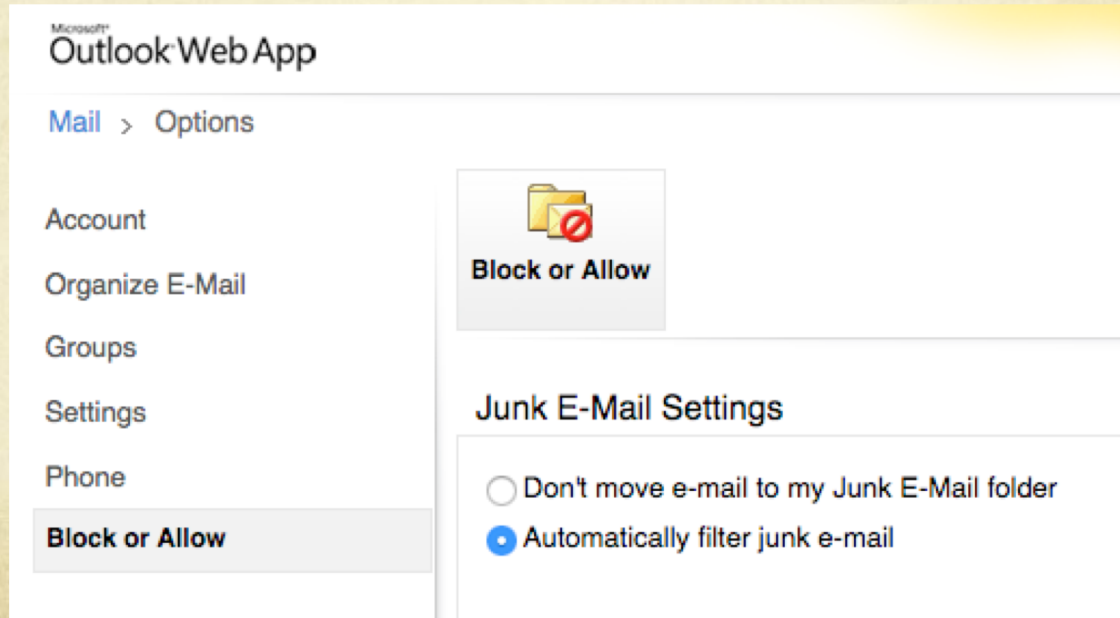 Microsoft®
Outlook Web App
Mail > Options
Account
Organize E-Mail
Groups
Settings
Phone
Block or Allow
Block or Allow
Junk E-Mail Settings
Don't move e-mail to my Junk E-Mail folder
Automatically filter junk e-mail